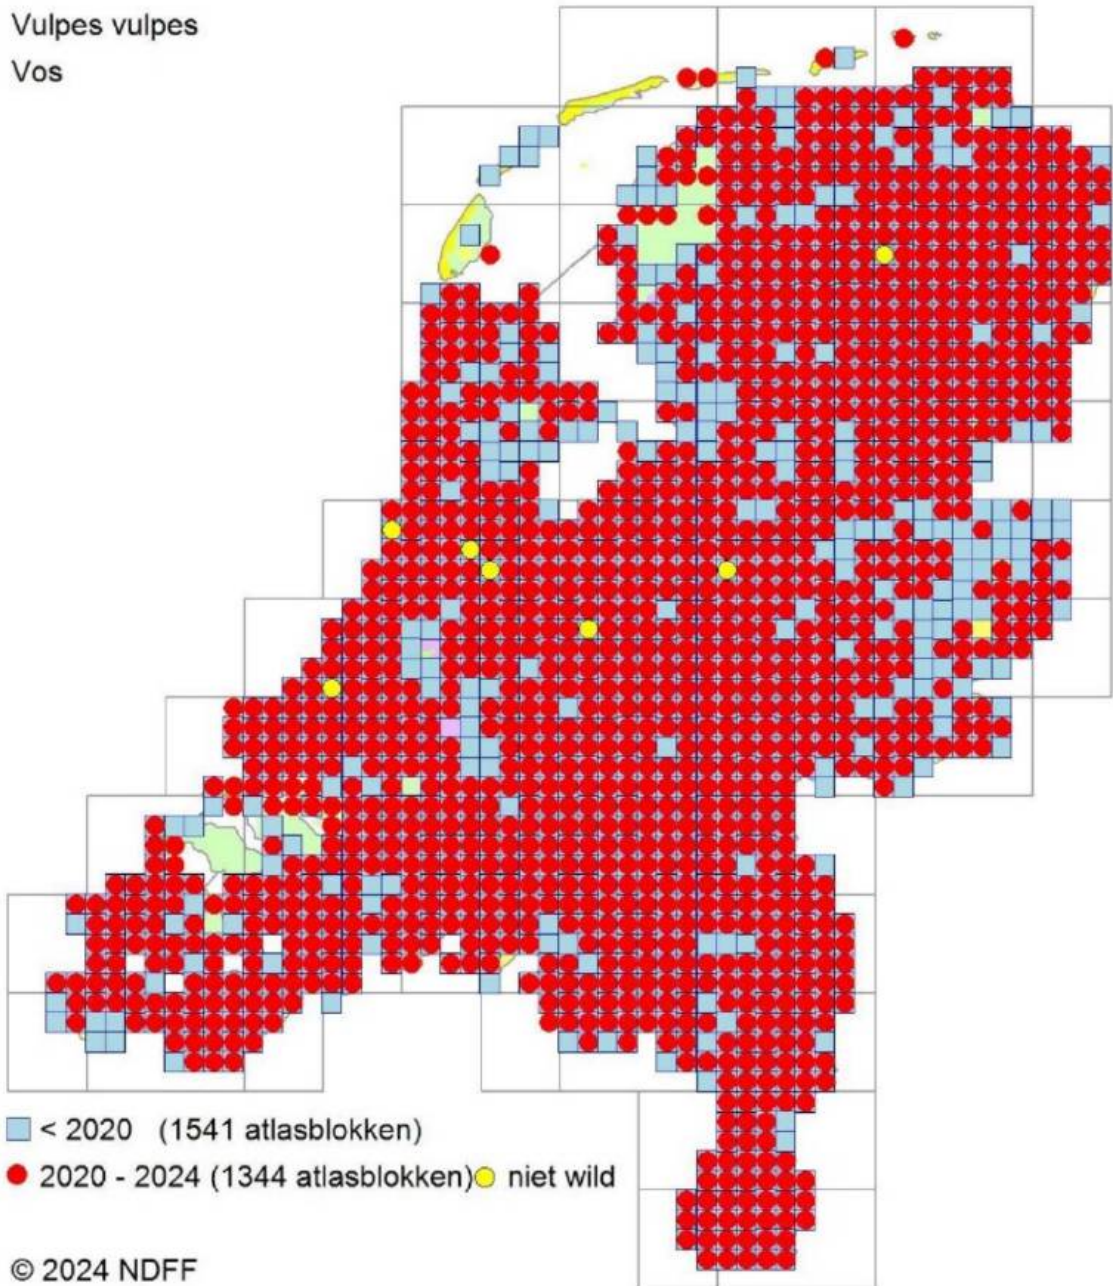 Vulpes vulpes
Vos
< 2020 (1541 atlasblokken)
2020 - 2024 (1344 atlasblokken) niet wild
© 2024 NDFF